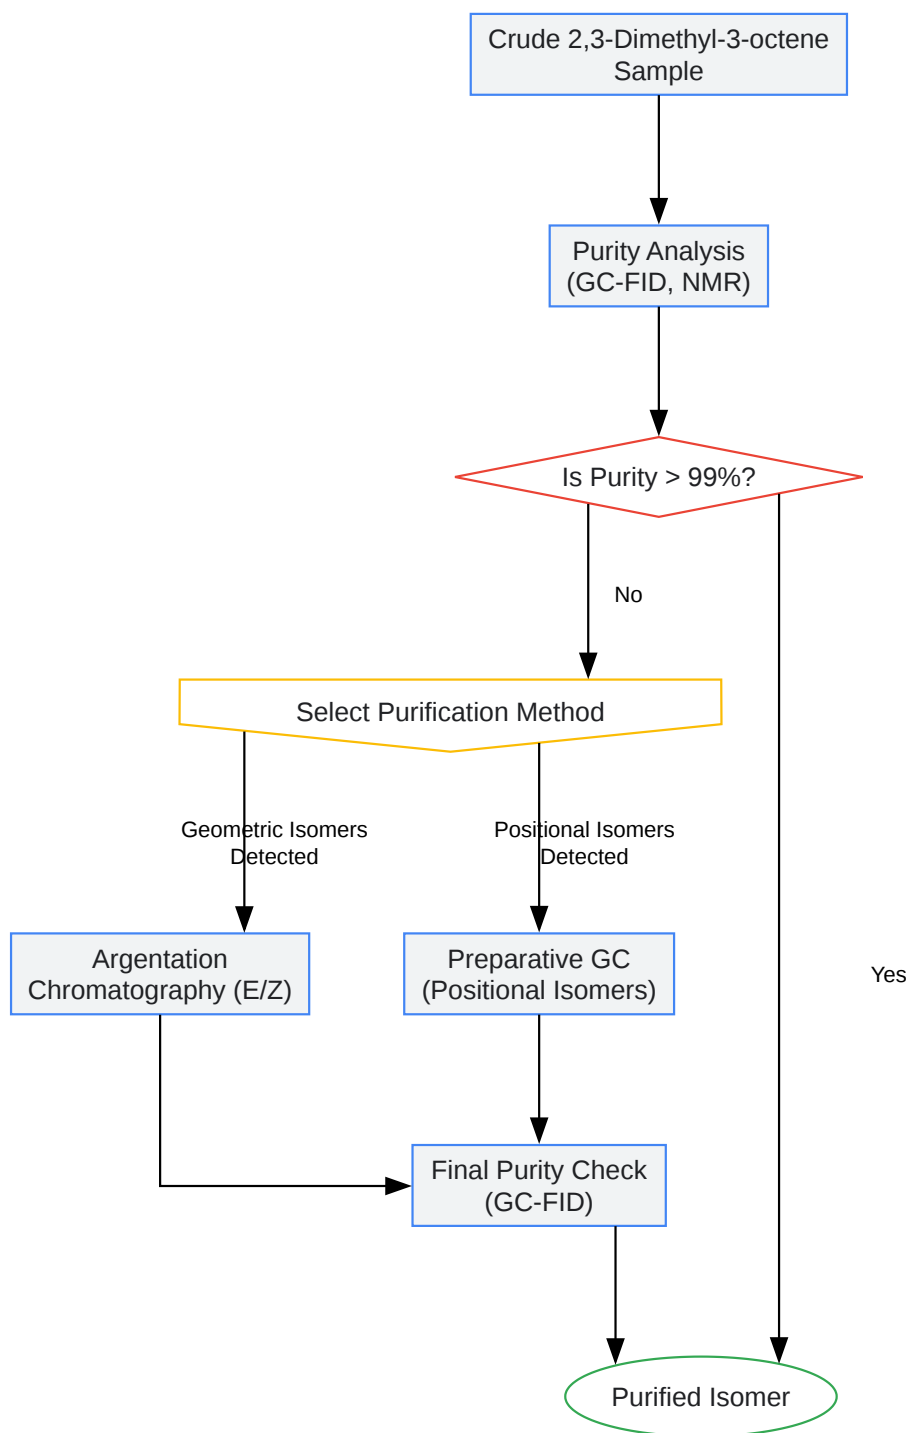 Crude 2,3-Dimethyl-3-octene
Sample
Purity Analysis
(GC-FID, NMR)
Is Purity > 99%?
No
Select Purification Method
Geometric Isomers
Detected
Positional Isomers
Detected
Argentation
Chromatography (E/Z)
Preparative GC
(Positional Isomers)
Yes
Final Purity Check
(GC-FID)
Purified Isomer